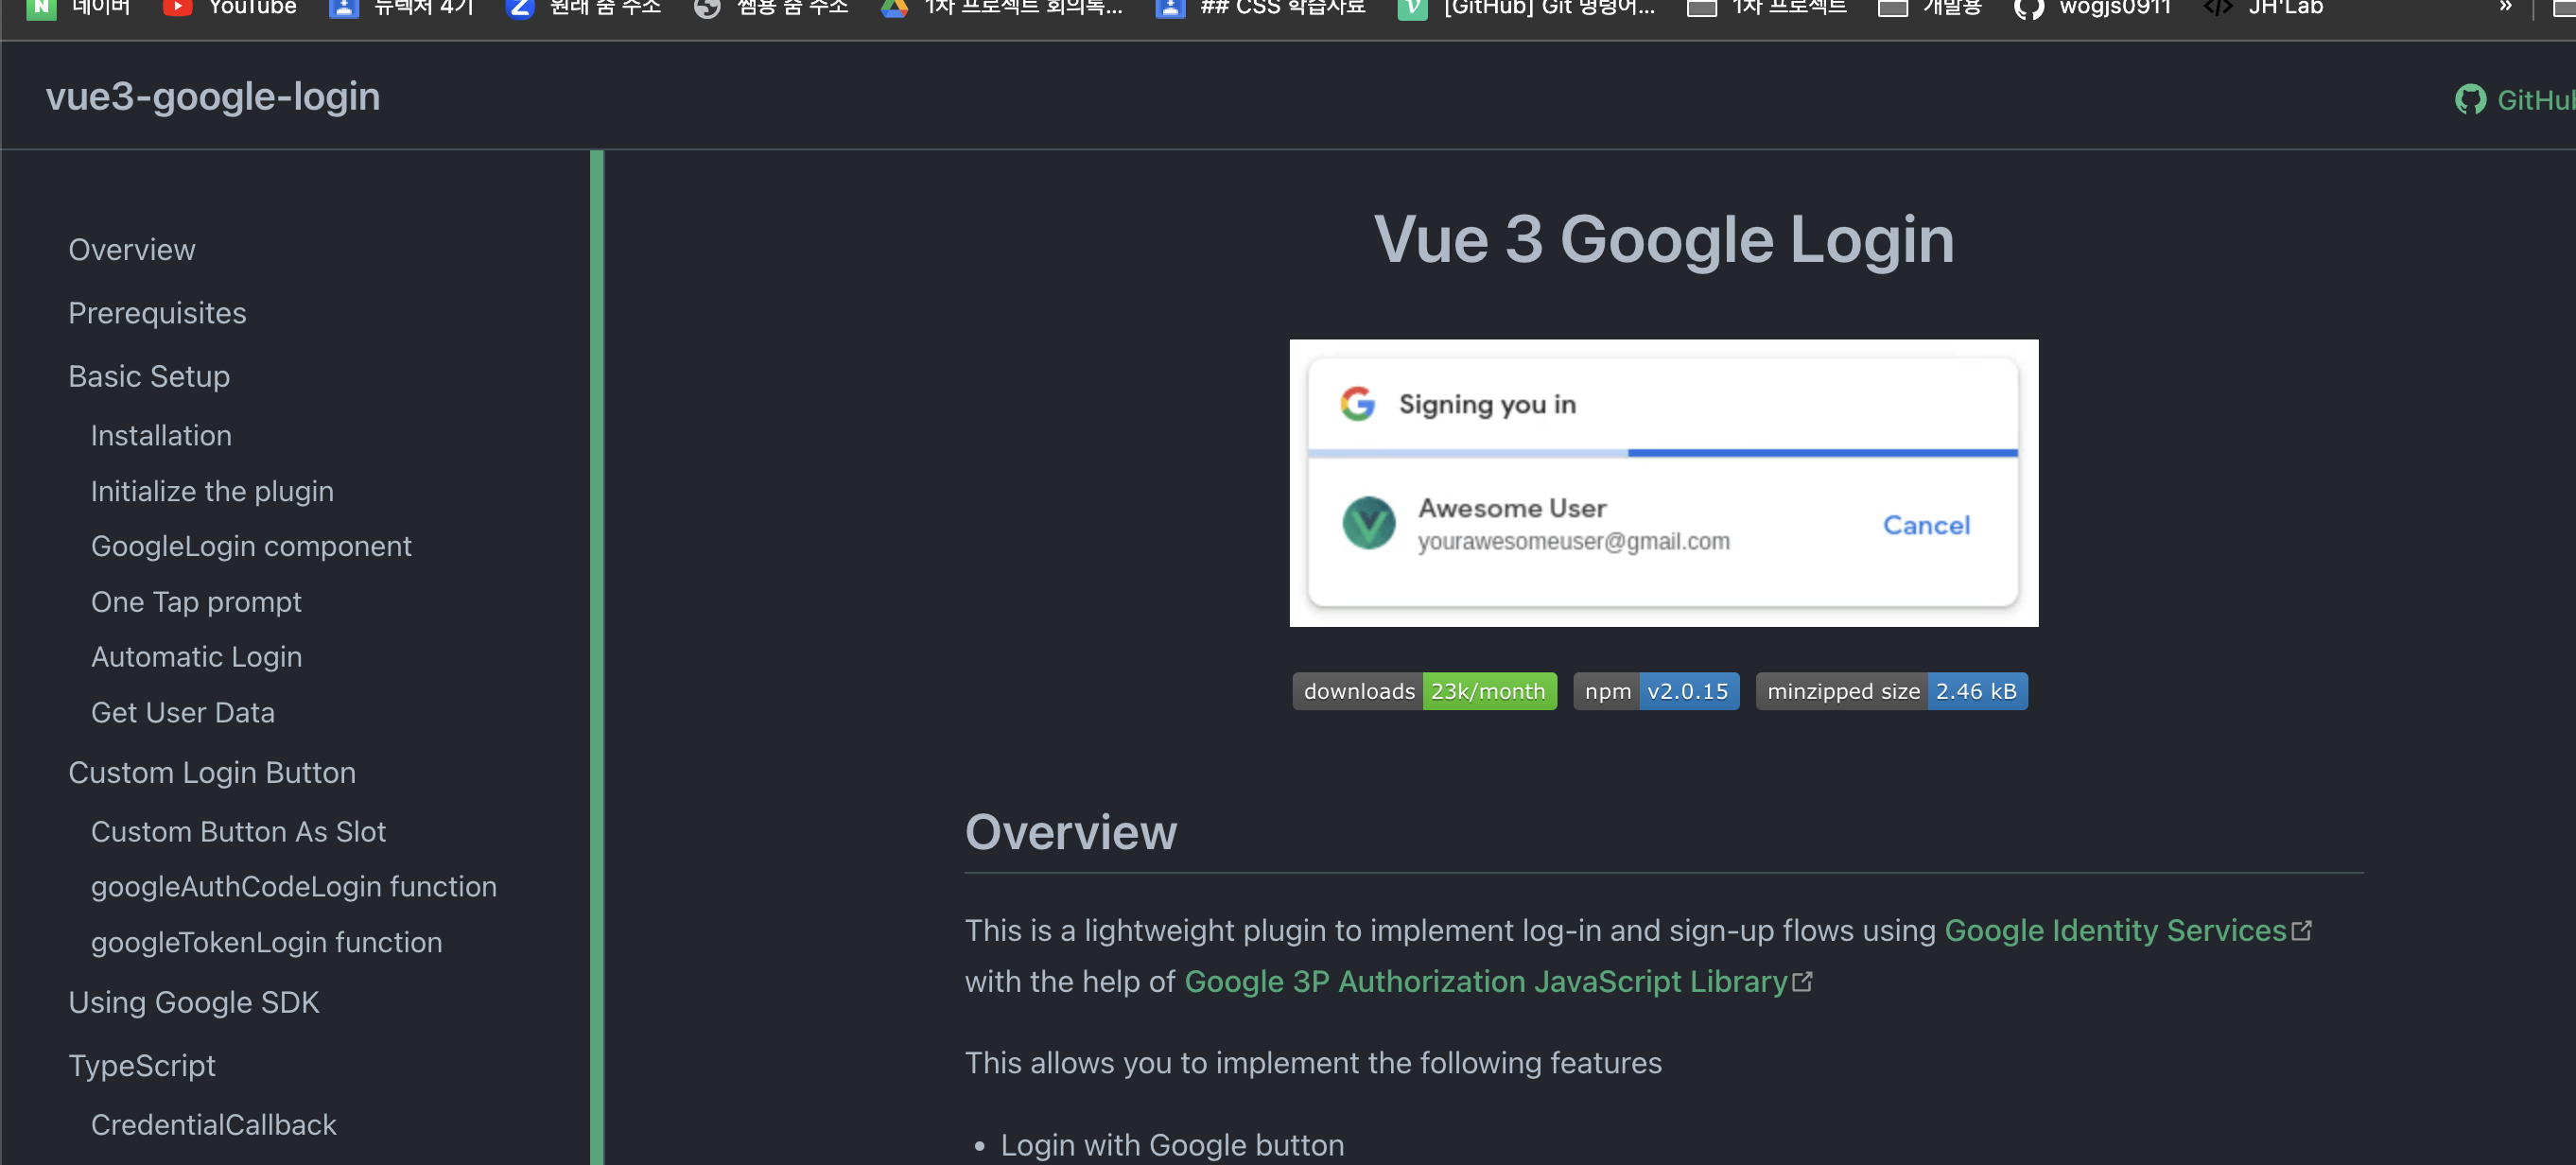 네이버 YouTube 뉴렉처 4기 원래 줌 주소 쌤용 줌 주소 1차 프로젝트 회의록... ## CSS 학습자료 [GitHub] Git 명령어... 1차 프로젝트 개발용 wogjs0911 JH'Lab »
vue3-google-login
GitHub
Overview
Prerequisites
Basic Setup
Installation
Initialize the plugin
GoogleLogin component
One Tap prompt
Automatic Login
Get User Data
Custom Login Button
Custom Button As Slot
googleAuthCodeLogin function
googleTokenLogin function
Using Google SDK
TypeScript
CredentialCallback
Vue 3 Google Login
Signing you in
Awesome User
yourawesomeuser@gmail.com
Cancel
downloads 23k/month npm v2.0.15 minzipped size 2.46 kB
Overview
This is a lightweight plugin to implement log-in and sign-up flows using Google Identity Services
with the help of Google 3P Authorization JavaScript Library
This allows you to implement the following features
• Login with Google button